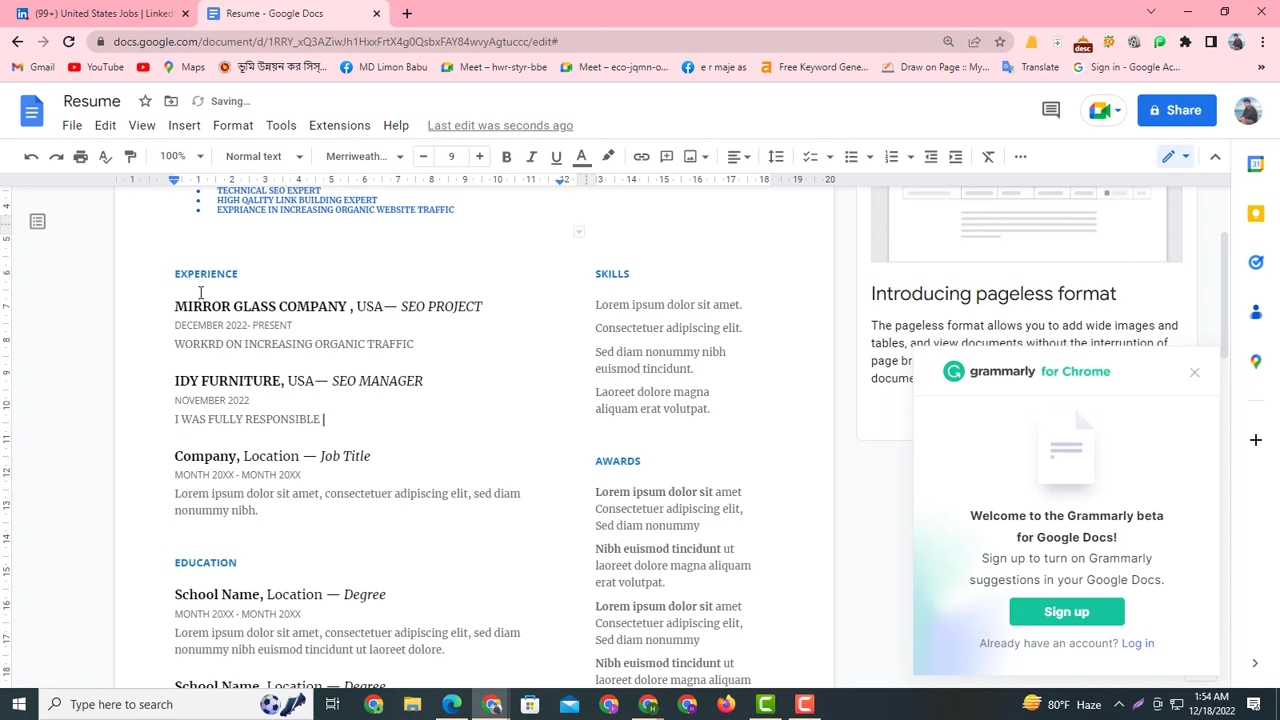 (99+) United States Jobs | Linked
Resume - Google Docs
docs.google.com/document/d/1RRY_xQ3AZiwJh1HxxFrtX4g0QsbxFAY84wvyAgtuccc/edit#
desc
Gmail
YouTube
Maps
ভূমি উন্নয়ন কর সিস্...
MD Limon Babu
Meet – hwr-stry-bbe
Meet – eco-jqmn-o...
e r maje as
Free Keyword Gene...
Draw on Page :: My...
Translate
Sign in - Google Ac...
Resume
Saving...
File Edit View Insert Format Tools Extensions Help Last edit was seconds ago
Share
100% Normal text Merriweath... 9
TECHNICAL SEO EXPERT
HIGH QALITY LINK BUILDING EXPERT
EXPRIANCE IN INCREASING ORGANIC WEBSITE TRAFFIC
EXPERIENCE
MIRROR GLASS COMPANY , USA— SEO PROJECT
DECEMBER 2022- PRESENT
WORKRD ON INCREASING ORGANIC TRAFFIC
IDY FURNITURE, USA— SEO MANAGER
NOVEMBER 2022
I WAS FULLY RESPONSIBLE
Company, Location — Job Title
MONTH 20XX - MONTH 20XX
Lorem ipsum dolor sit amet, consectetuer adipiscing elit, sed diam
nonummy nibh.
EDUCATION
School Name, Location — Degree
MONTH 20XX - MONTH 20XX
Lorem ipsum dolor sit amet, consectetuer adipiscing elit, sed diam
nonummy nibh euismod tincidunt ut laoreet dolore.
School Name, Location — Degree
SKILLS
Lorem ipsum dolor sit amet.
Consectetuer adipiscing elit.
Sed diam nonummy nibh
euismod tincidunt.
Laoreet dolore magna
aliquam erat volutpat.
AWARDS
Lorem ipsum dolor sit amet
Consectetuer adipiscing elit,
Sed diam nonummy
Nibh euismod tincidunt ut
laoreet dolore magna aliquam
erat volutpat.
Lorem ipsum dolor sit amet
Consectetuer adipiscing elit,
Sed diam nonummy
Nibh euismod tincidunt ut
laoreet dolore magna aliquam
Introducing pageless format
The pageless format allows you to add wide images and
tables, and view documents without the interruption of
page br
docume
grammarly for Chrome
Welcome to the Grammarly beta
for Google Docs!
Sign up to turn on Grammarly
suggestions in your Google Docs.
Sign up
Already have an account? Log in
Type here to search
80°F Haze
1:54 AM
12/18/2022